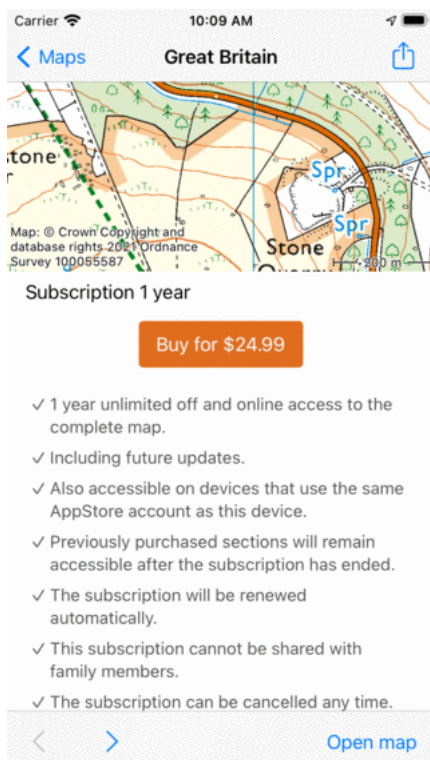 Carrier 10:09 AM
Maps Great Britain
tone
r
Spr
Spr
Map: © Crown Copyright and
database rights 2021 Ordnance
Survey 100055587
Stone
200 m
Subscription 1 year
Buy for $24.99
✓ 1 year unlimited off and online access to the
complete map.
✓ Including future updates.
✓ Also accessible on devices that use the same
AppStore account as this device.
✓ Previously purchased sections will remain
accessible after the subscription has ended.
✓ The subscription will be renewed
automatically.
✓ This subscription cannot be shared with
family members.
✓ The subscription can be cancelled any time.
Open map